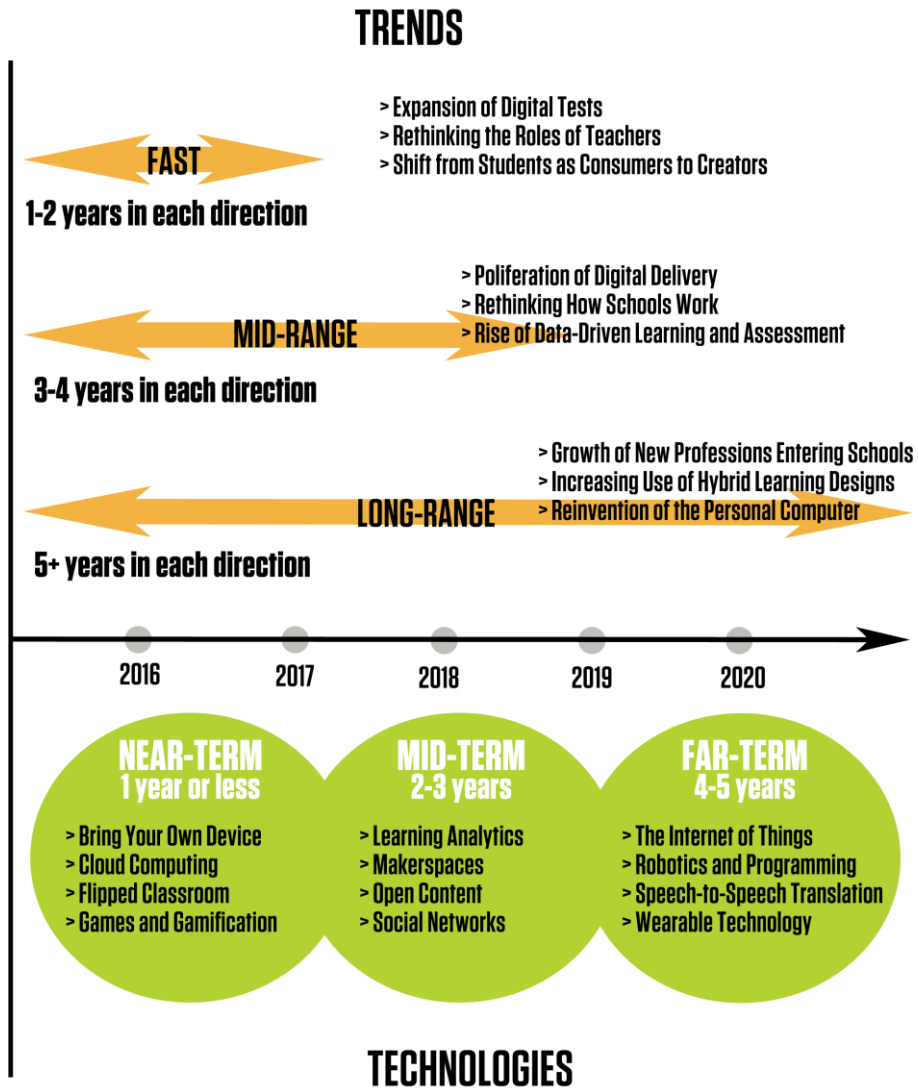 TRENDS
> Expansion of Digital Tests
> Rethinking the Roles of Teachers
> Shift from Students as Consumers to Creators
FAST
1-2 years in each direction
> Poliferation of Digital Delivery
> Rethinking How Schools Work
> Rise of Data-Driven Learning and Assessment
MID-RANGE
3-4 years in each direction
> Growth of New Professions Entering Schools
> Increasing Use of Hybrid Learning Designs
> Reinvention of the Personal Computer
LONG-RANGE
5+ years in each direction
2016 2017 2018 2019 2020
NEAR-TERM
1 year or less
> Bring Your Own Device
> Cloud Computing
> Flipped Classroom
> Games and Gamification
MID-TERM
2-3 years
> Learning Analytics
> Makerspaces
> Open Content
> Social Networks
FAR-TERM
4-5 years
> The Internet of Things
> Robotics and Programming
> Speech-to-Speech Translation
> Wearable Technology
TECHNOLOGIES